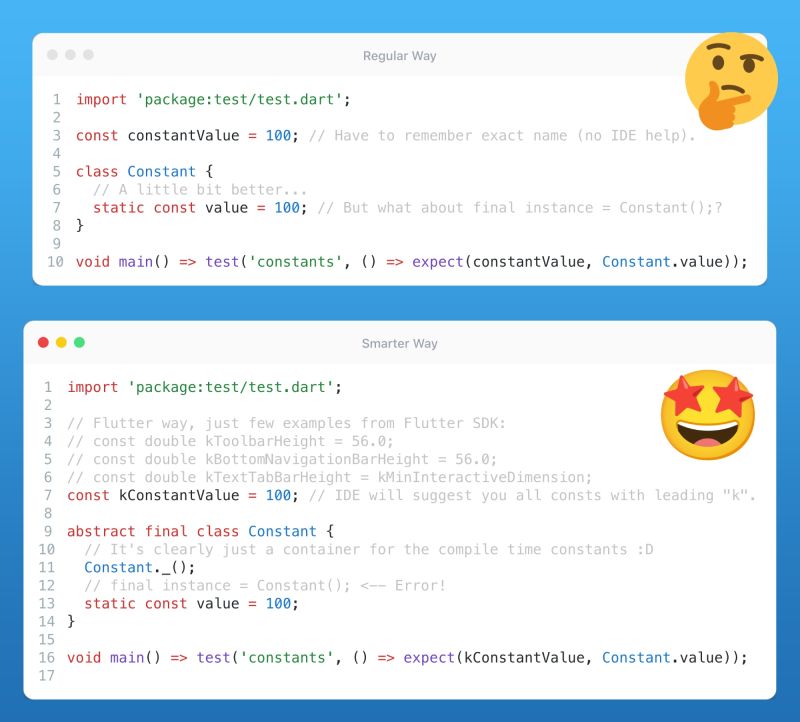 Regular Way
1 import 'package:test/test.dart';
2
3 const constantValue = 100; // Have to remember exact name (no IDE help).
4
5 class Constant {
6 // A little bit better...
7 static const value = 100; // But what about final instance = Constant();?
8 }
9
10 void main() => test('constants', () => expect(constantValue, Constant.value));
Smarter Way
1 import 'package:test/test.dart';
2
3 // Flutter way, just few examples from Flutter SDK:
4 // const double kToolbarHeight = 56.0;
5 // const double kBottomNavigationBarHeight = 56.0;
6 // const double kTextTabBarHeight = kMinInteractiveDimension;
7 const kConstantValue = 100; // IDE will suggest you all consts with leading "k".
8
9 abstract final class Constant {
10 // It's clearly just a container for the compile time constants :D
11 Constant._();
12 // final instance = Constant(); <-- Error!
13 static const value = 100;
14 }
15
16 void main() => test('constants', () => expect(kConstantValue, Constant.value));
17